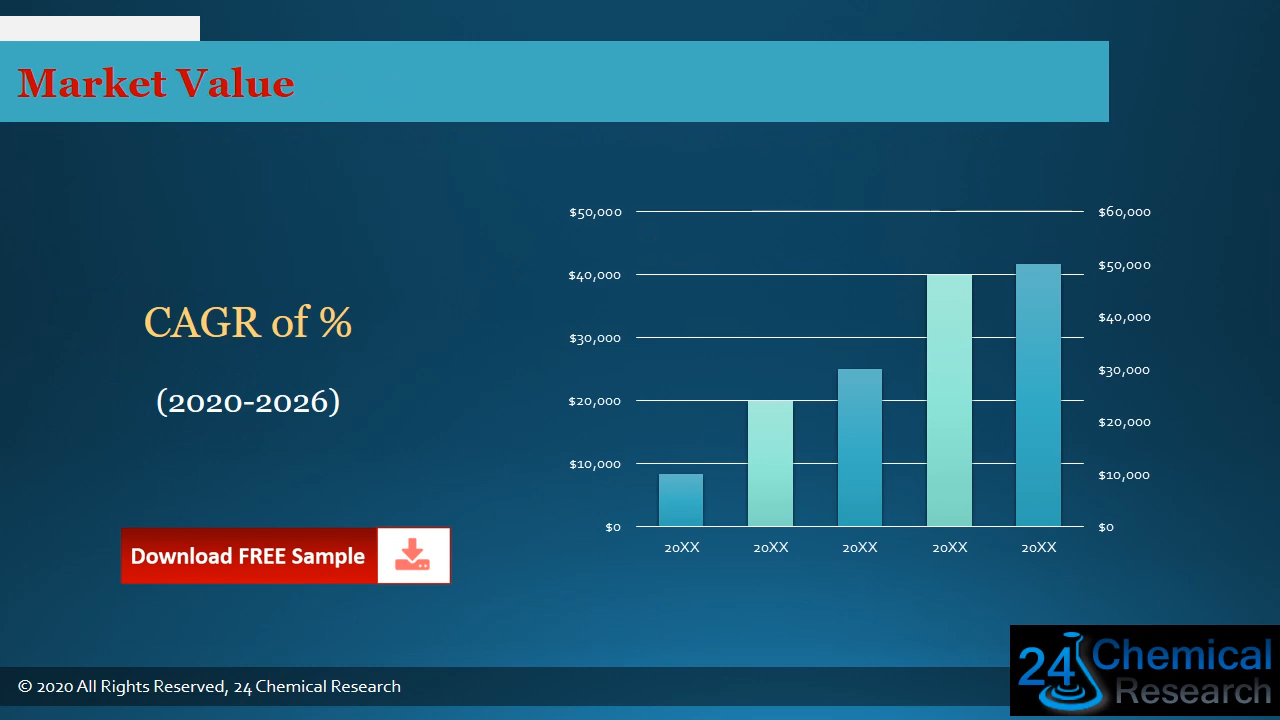 Market Value
CAGR of %
(2020-2026)
Download FREE Sample
$50,000
$40,000
$30,000
$20,000
$10,000
$0
$60,000
$50,000
$40,000
$30,000
$20,000
$10,000
$0
20XX 20XX 20XX 20XX 20XX
© 2020 All Rights Reserved, 24 Chemical Research
24 Chemical
Research